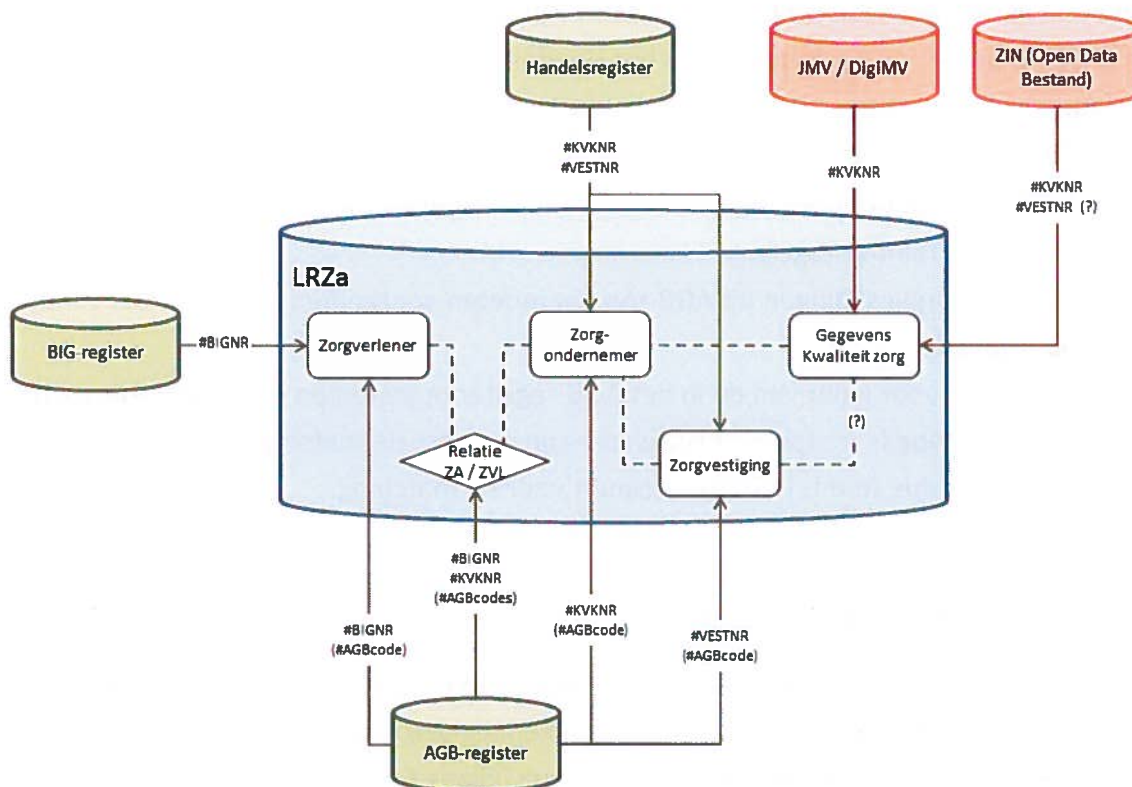 Handelsregister
JMV / DigiMV
ZIN (Open Data
Bestand)
#KVKNR
#VESTNR
#KVKNR
#KVKNR
#VESTNR (?)
LRZa
BIG-register
#BIGNR
Zorgverlener
Zorg-
ondernemer
Gegevens
Kwaliteit zorg
(?)
Relatie
ZA / ZVL
Zorgvestiging
#BIGNR
#KVKNR
(#AGBcodes)
#BIGNR
(#AGBcode)
#KVKNR
(#AGBcode)
#VESTNR
(#AGBcode)
AGB-register